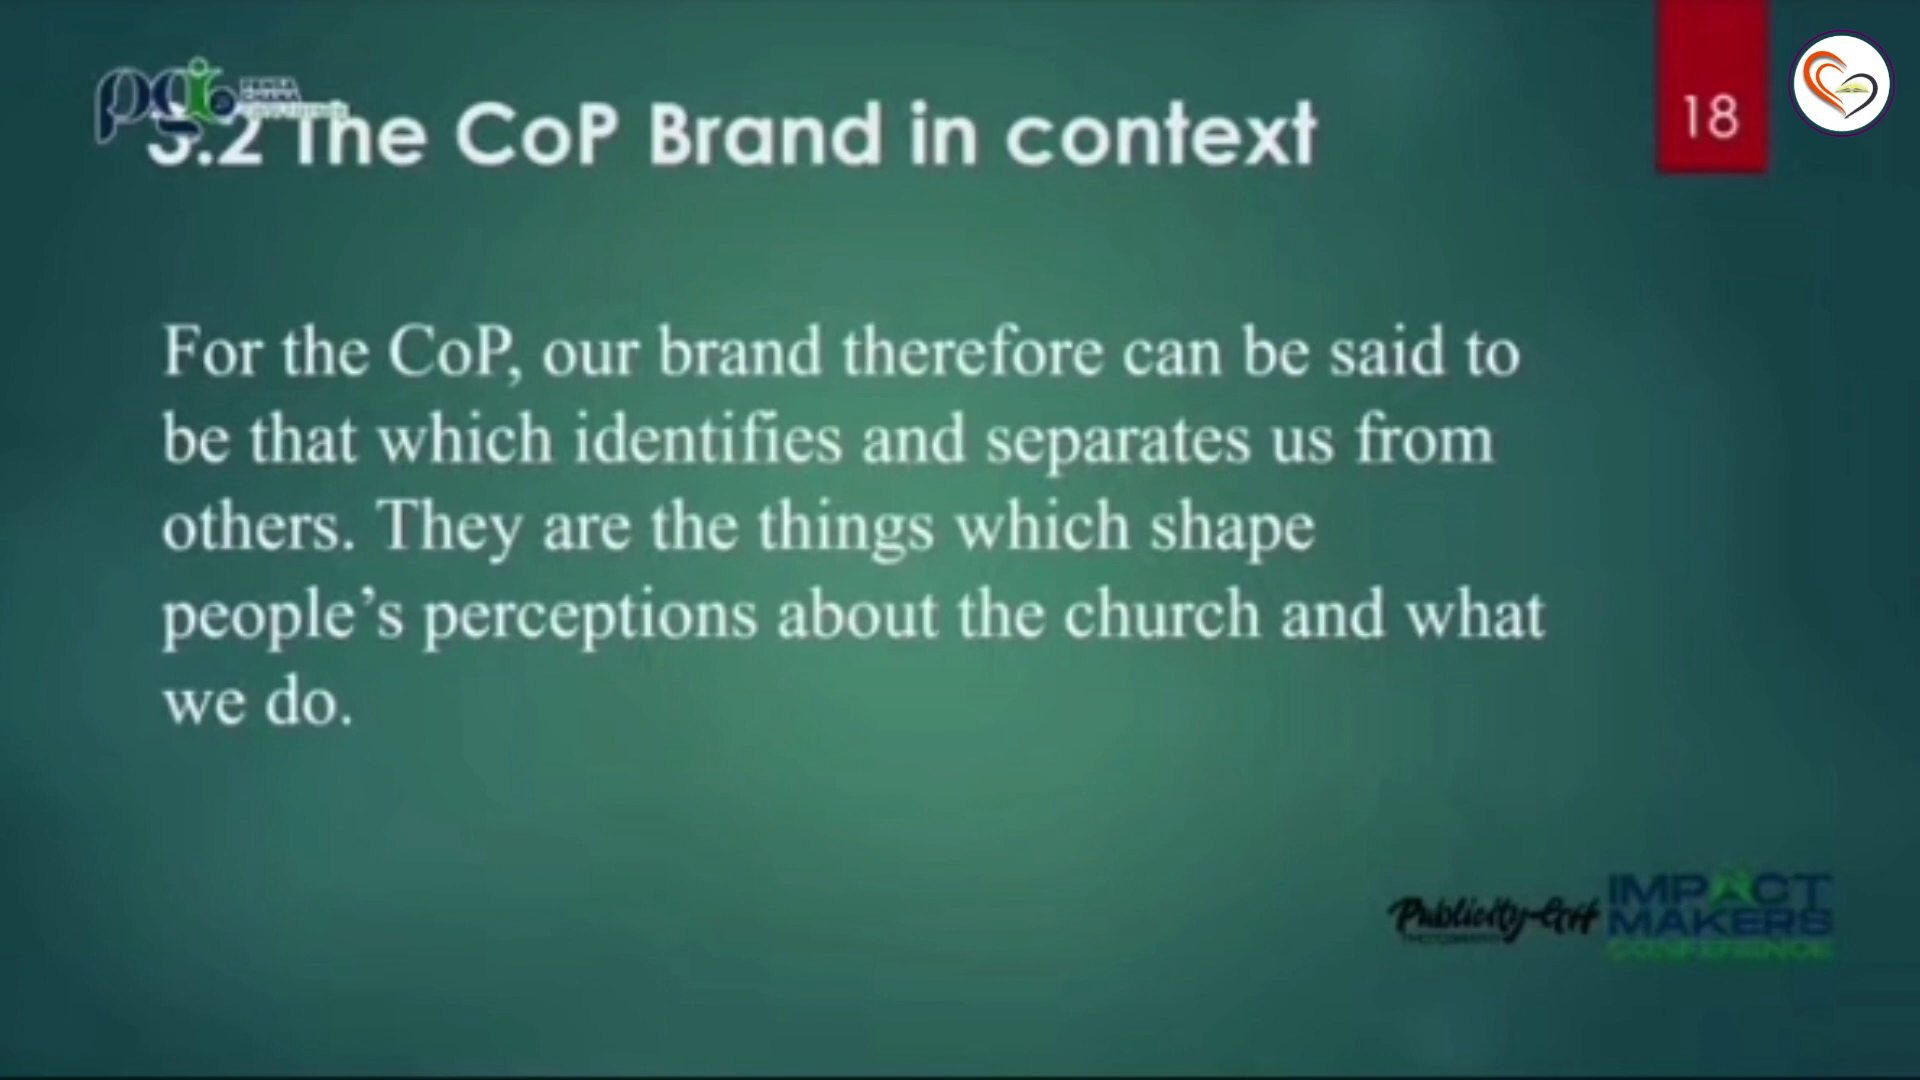 3.2 The CoP Brand in context
18
For the CoP, our brand therefore can be said to
be that which identifies and separates us from
others. They are the things which shape
people’s perceptions about the church and what
we do.
IMPACT
MAKERS
CONFERENCE